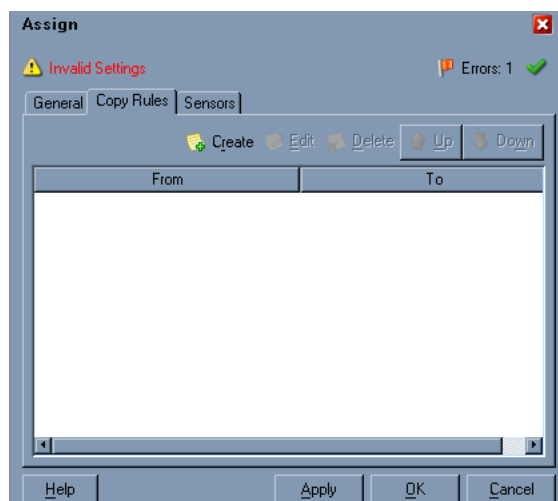 Assign
Invalid Settings Errors: 1
General Copy Rules Sensors
Create Edit Delete Up Down
From To
Help Apply OK Cancel